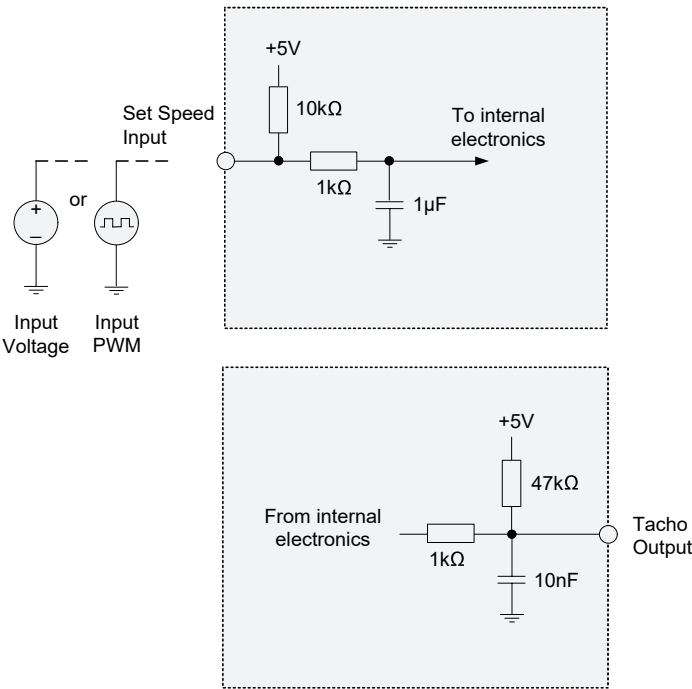 +5V
10kΩ
Set Speed
Input
To internal
electronics
1kΩ
1µF
or
+
–
Input
Voltage
Input
PWM
+5V
47kΩ
From internal
electronics
1kΩ
10nF
Tacho
Output